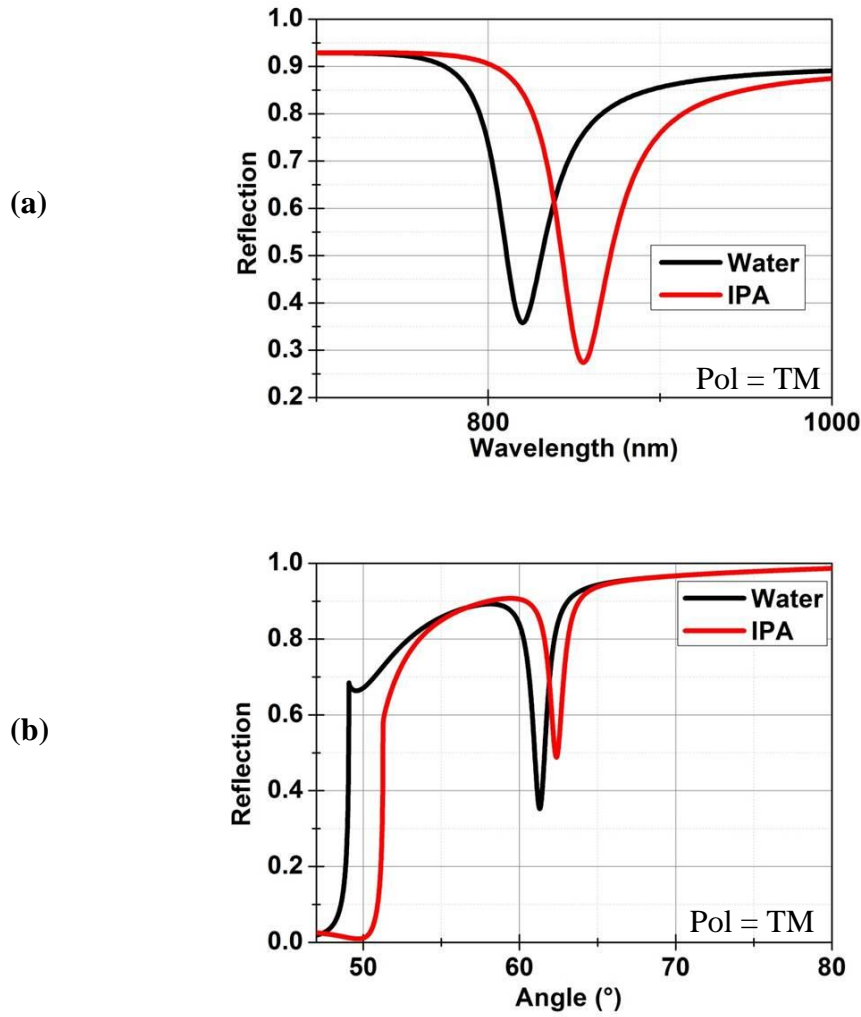 (a)
1.0
0.9
0.8
0.7
0.6
0.5
0.4
0.3
0.2
Reflection
Water
IPA
Pol = TM
800
1000
Wavelength (nm)
(b)
1.0
0.8
0.6
0.4
0.2
0.0
Reflection
Water
IPA
Pol = TM
50
60
70
80
Angle (°)